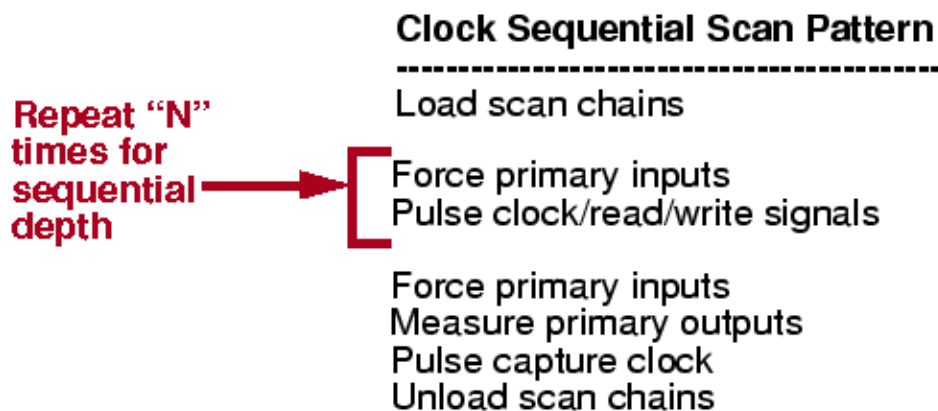 Clock Sequential Scan Pattern
--------------------------------------------
Load scan chains
Repeat “N”
times for
sequential
depth
Force primary inputs
Pulse clock/read/write signals
Force primary inputs
Measure primary outputs
Pulse capture clock
Unload scan chains